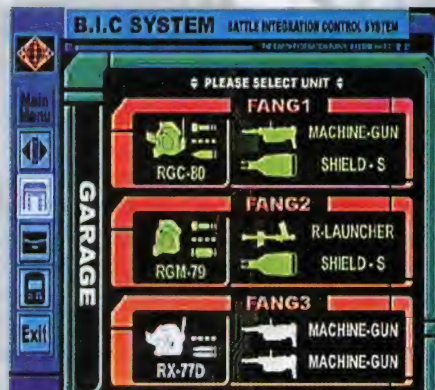 B.I.C SYSTEM BATTLE INTEGRATION CONTROL SYSTEM
PLEASE SELECT UNIT
Main
Menu
FANG1
MACHINE-GUN
RGC-80
SHIELD - S
GARAGE
FANG2
R-LAUNCHER
RGM-79
SHIELD - S
Exit
FANG3
MACHINE-GUN
RX-77D
MACHINE-GUN